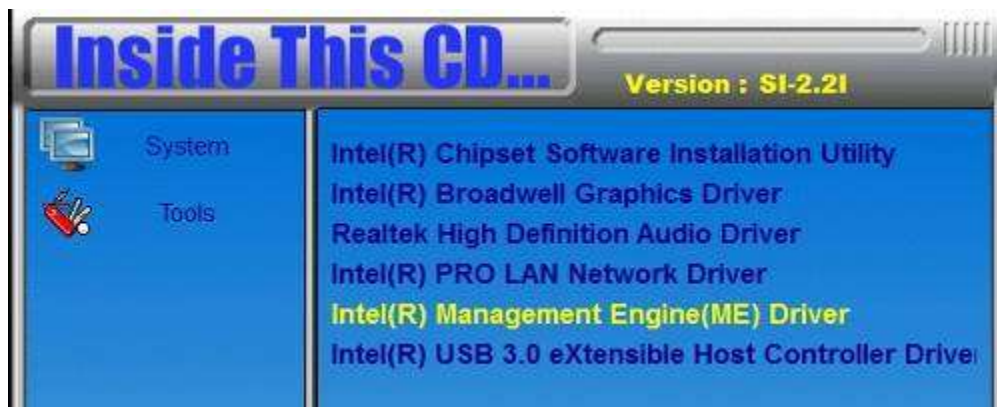 Inside This CD...
Version : SI-2.2I
System
Tools
Intel(R) Chipset Software Installation Utility
Intel(R) Broadwell Graphics Driver
Realtek High Definition Audio Driver
Intel(R) PRO LAN Network Driver
Intel(R) Management Engine(ME) Driver
Intel(R) USB 3.0 eXtensible Host Controller Drive